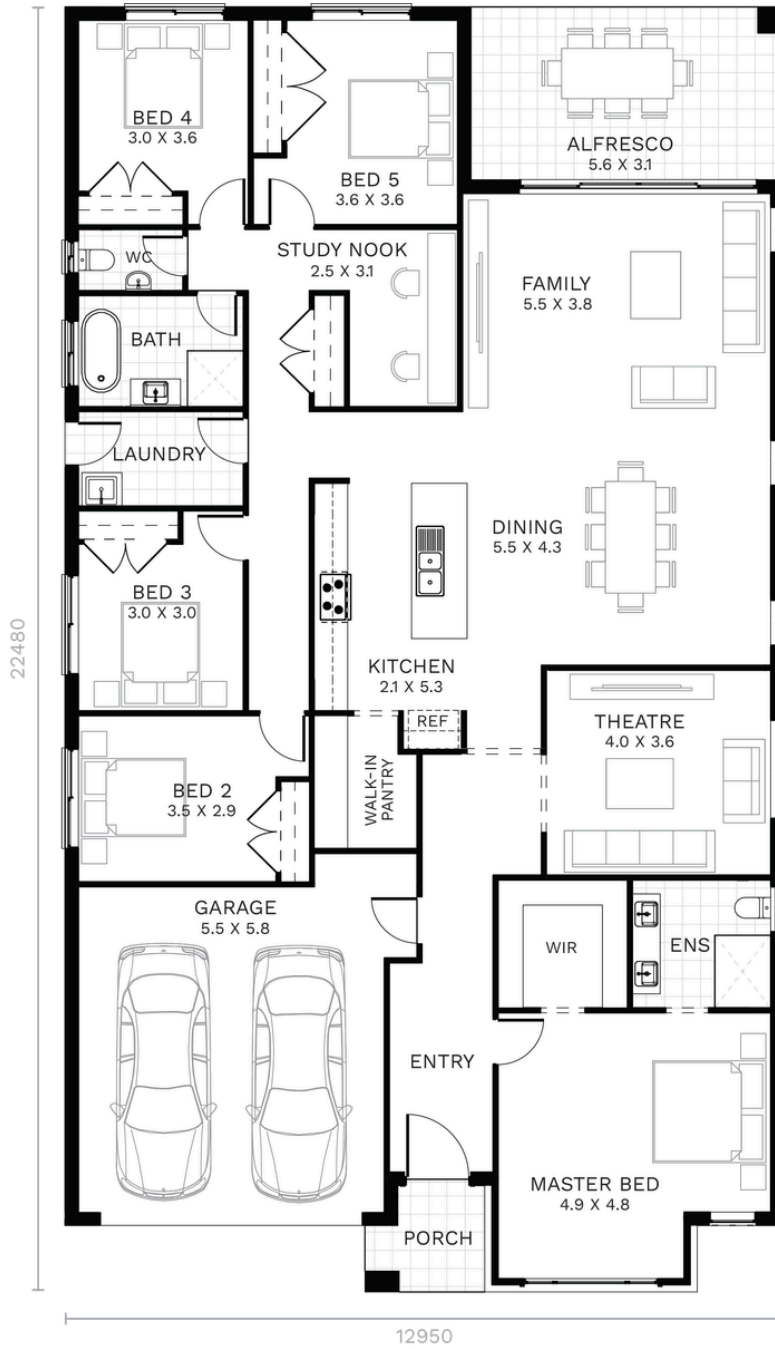 BED 4
3.0 X 3.6
BED 5
3.6 X 3.6
ALFRESCO
5.6 X 3.1
WC
STUDY NOOK
2.5 X 3.1
FAMILY
5.5 X 3.8
BATH
LAUNDRY
DINING
5.5 X 4.3
BED 3
3.0 X 3.0
22480
KITCHEN
2.1 X 5.3
REF
THEATRE
4.0 X 3.6
BED 2
3.5 X 2.9
WALK-IN
PANTRY
GARAGE
5.5 X 5.8
WIR
ENS
ENTRY
MASTER BED
4.9 X 4.8
PORCH
12950